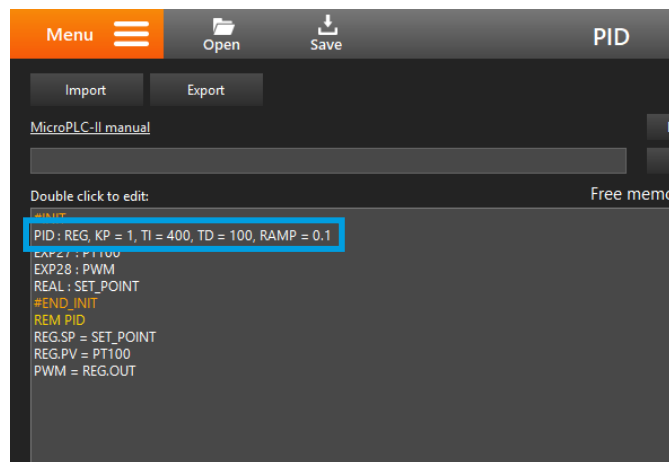 Menu
Open
Save
PID
Import
Export
MicroPLC-II manual
Double click to edit:
Free memo
#INIT
PID : REG, KP = 1, TI = 400, TD = 100, RAMP = 0.1
EXP27 : PT100
EXP28 : PWM
REAL : SET_POINT
#END_INIT
REM PID
REG.SP = SET_POINT
REG.PV = PT100
PWM = REG.OUT